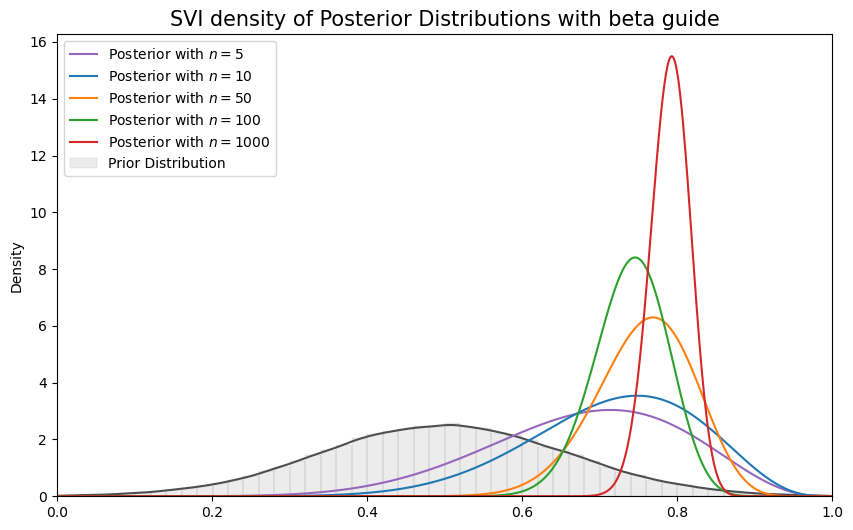 SVI density of Posterior Distributions with beta guide
16
14
12
10
8
6
4
2
0
Density
Posterior with n = 5
Posterior with n = 10
Posterior with n = 50
Posterior with n = 100
Posterior with n = 1000
Prior Distribution
0.0 0.2 0.4 0.6 0.8 1.0